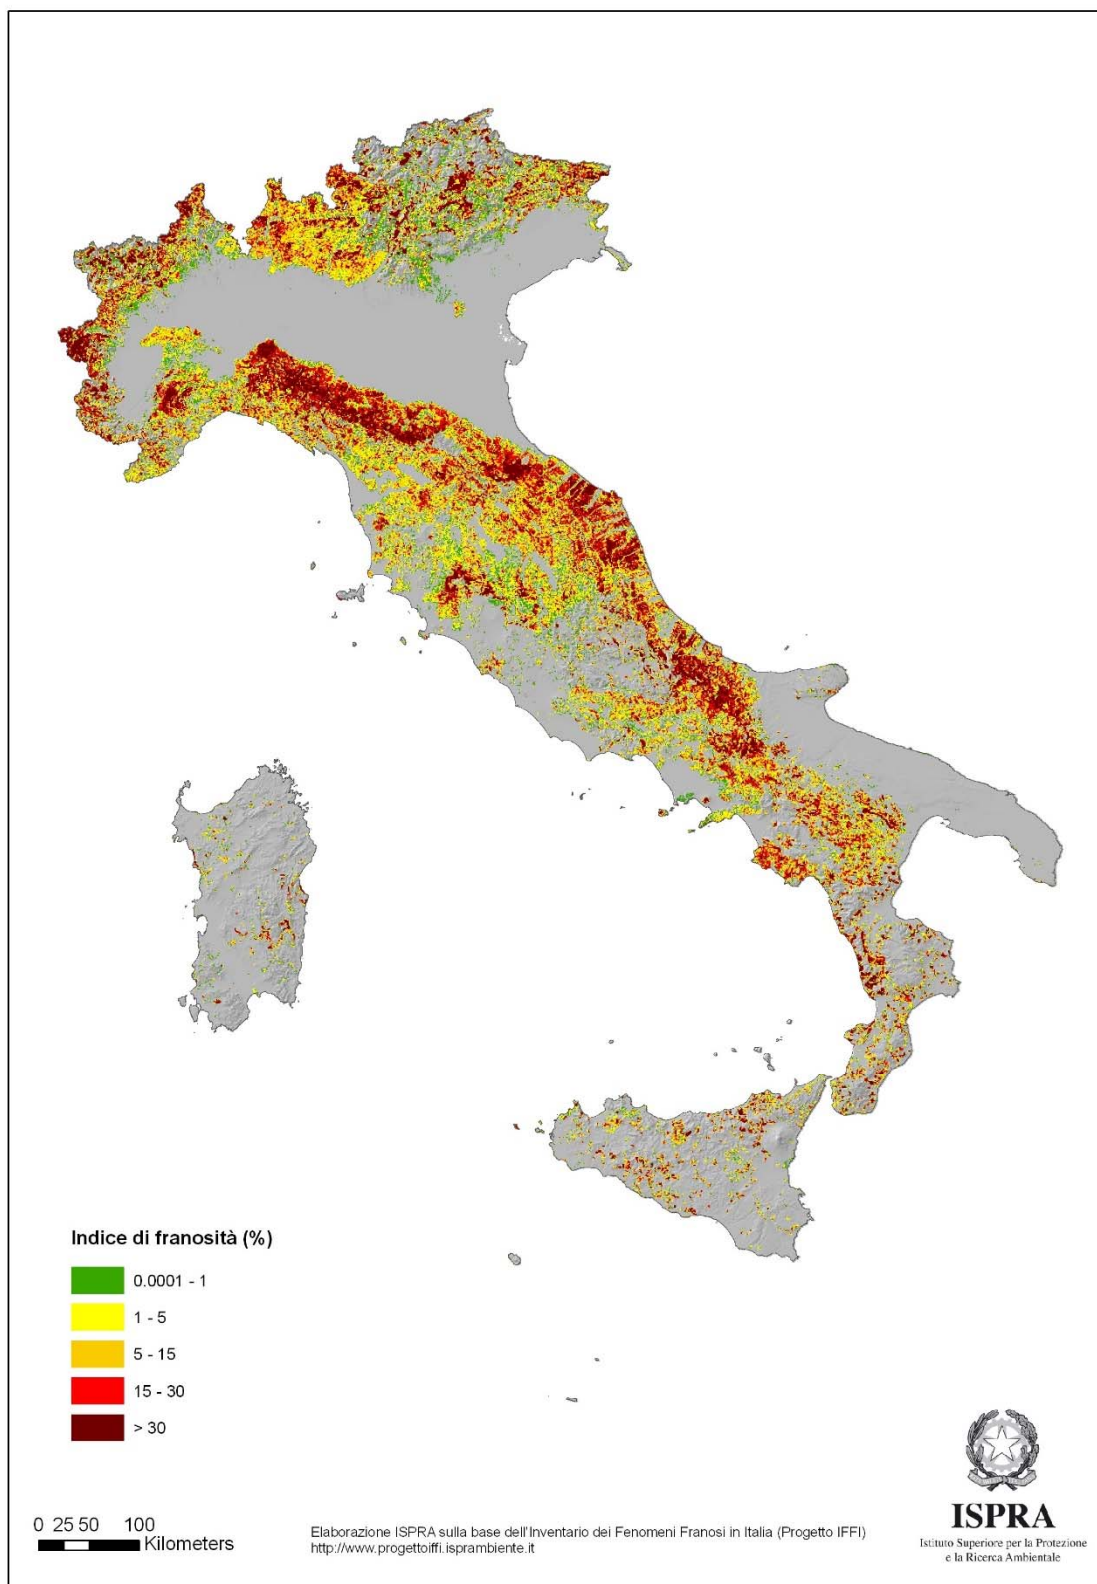 Indice di franosità (%)
0.0001 - 1
1 - 5
5 - 15
15 - 30
> 30
0 25 50 100
Kilometers
Elaborazione ISPRA sulla base dell'Inventario dei Fenomeni Franosi in Italia (Progetto IFFI)
http://www.progettoiffi.isprambiente.it
ISPRA
Istituto Superiore per la Protezione
e la Ricerca Ambientale